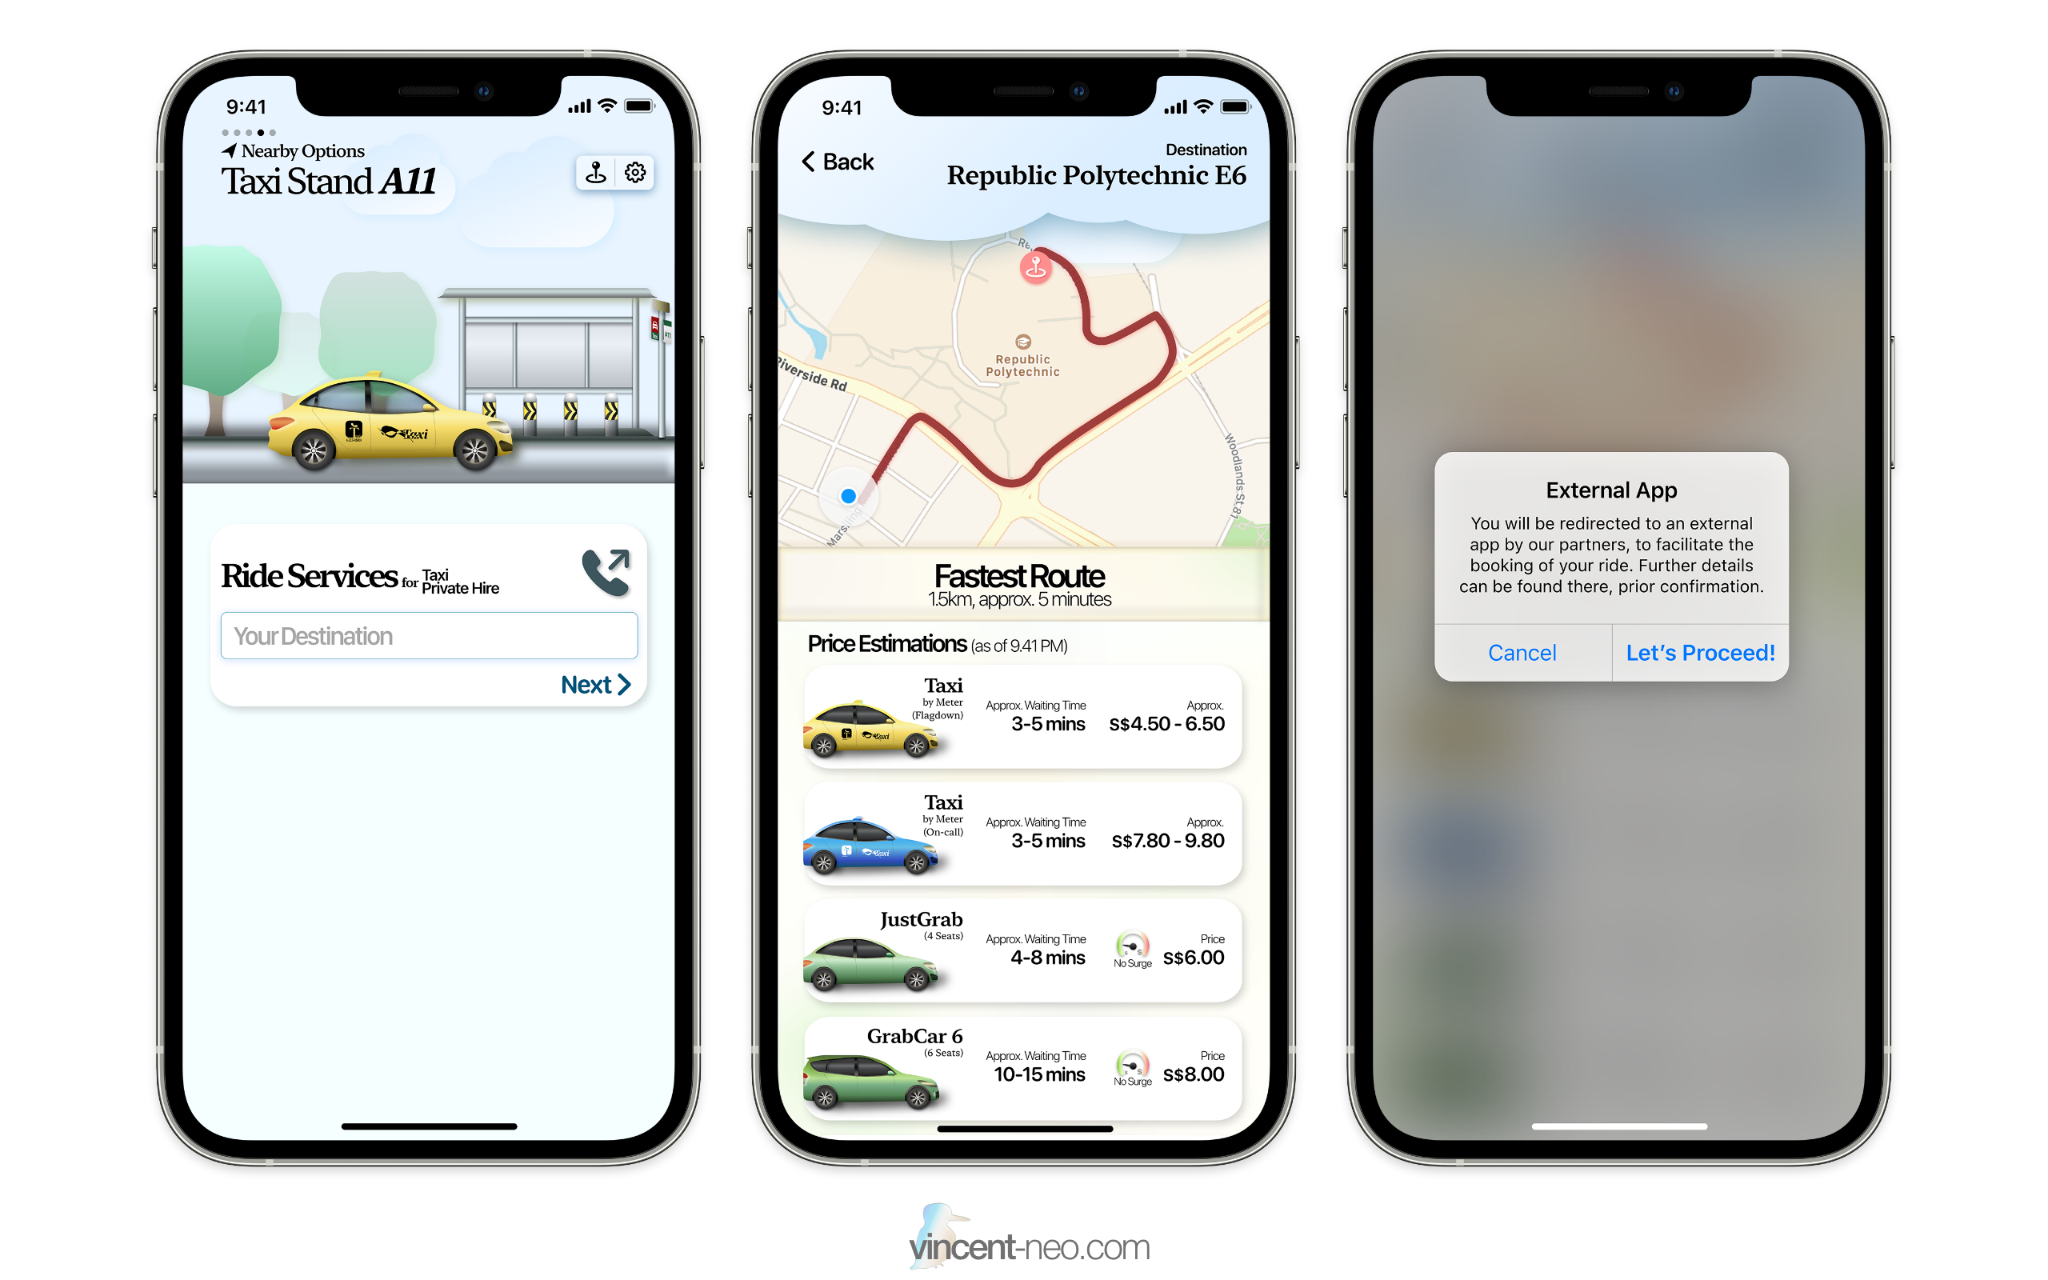 9:41
Nearby Options
Taxi Stand A11
Taxi
Ride Services for Taxi
Private Hire
Your Destination
Next
9:41
Back
Destination
Republic Polytechnic E6
Republic
Polytechnic
Riverside Rd
Woodlands St 81
Fastest Route
1.5km, approx. 5 minutes
Price Estimations (as of 9.41 PM)
Taxi
by Meter
(Flagdown)
Approx. Waiting Time
3-5 mins
Approx.
S$4.50 - 6.50
Taxi
by Meter
(On-call)
Approx. Waiting Time
3-5 mins
Approx.
S$7.80 - 9.80
JustGrab
(4 Seats)
Approx. Waiting Time
4-8 mins
No Surge
Price
S$6.00
GrabCar 6
(6 Seats)
Approx. Waiting Time
10-15 mins
No Surge
Price
S$8.00
External App
You will be redirected to an external
app by our partners, to facilitate the
booking of your ride. Further details
can be found there, prior confirmation.
Cancel
Let's Proceed!
vincent-neo.com